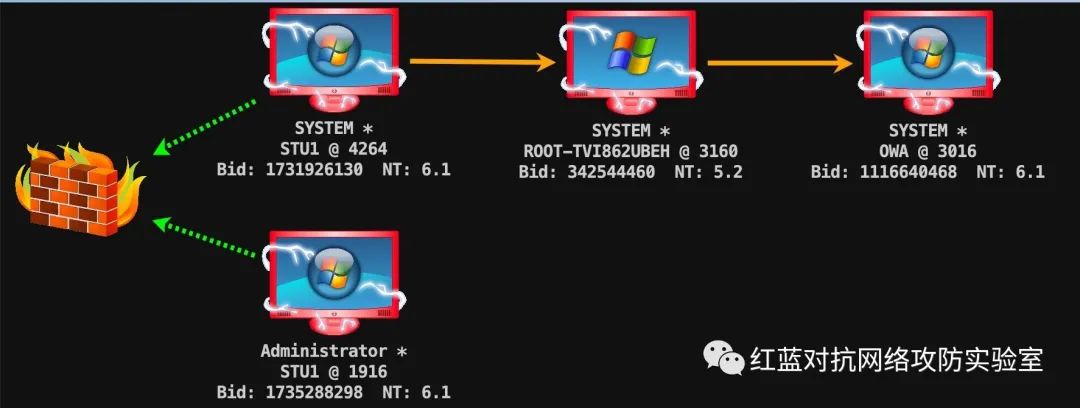 SYSTEM *
STU1 @ 4264
Bid: 1731926130 NT: 6.1
SYSTEM *
ROOT-TVI862UBEH @ 3160
Bid: 342544460 NT: 5.2
SYSTEM *
OWA @ 3016
Bid: 1116640468 NT: 6.1
Administrator *
STU1 @ 1916
Bid: 1735288298 NT: 6.1
红蓝对抗网络攻防实验室